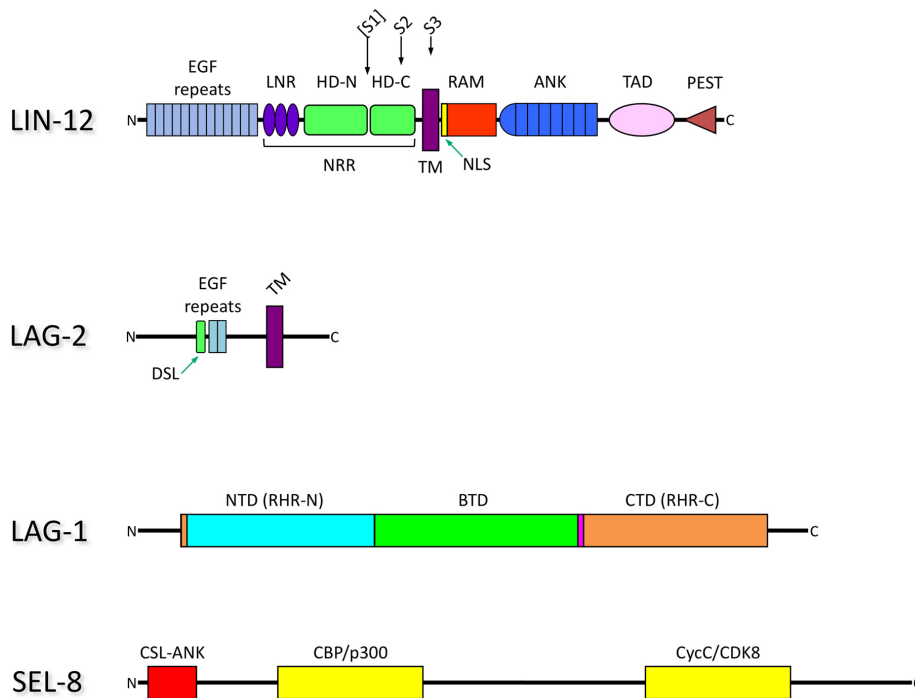 [S1]
S2
S3
EGF
repeats
LNR
HD-N
HD-C
RAM
ANK
TAD
PEST
LIN-12
N
C
NRR
TM
NLS
EGF
repeats
TM
LAG-2
N
C
DSL
NTD (RHR-N)
BTD
CTD (RHR-C)
LAG-1
N
C
CSL-ANK
CBP/p300
CycC/CDK8
SEL-8
N